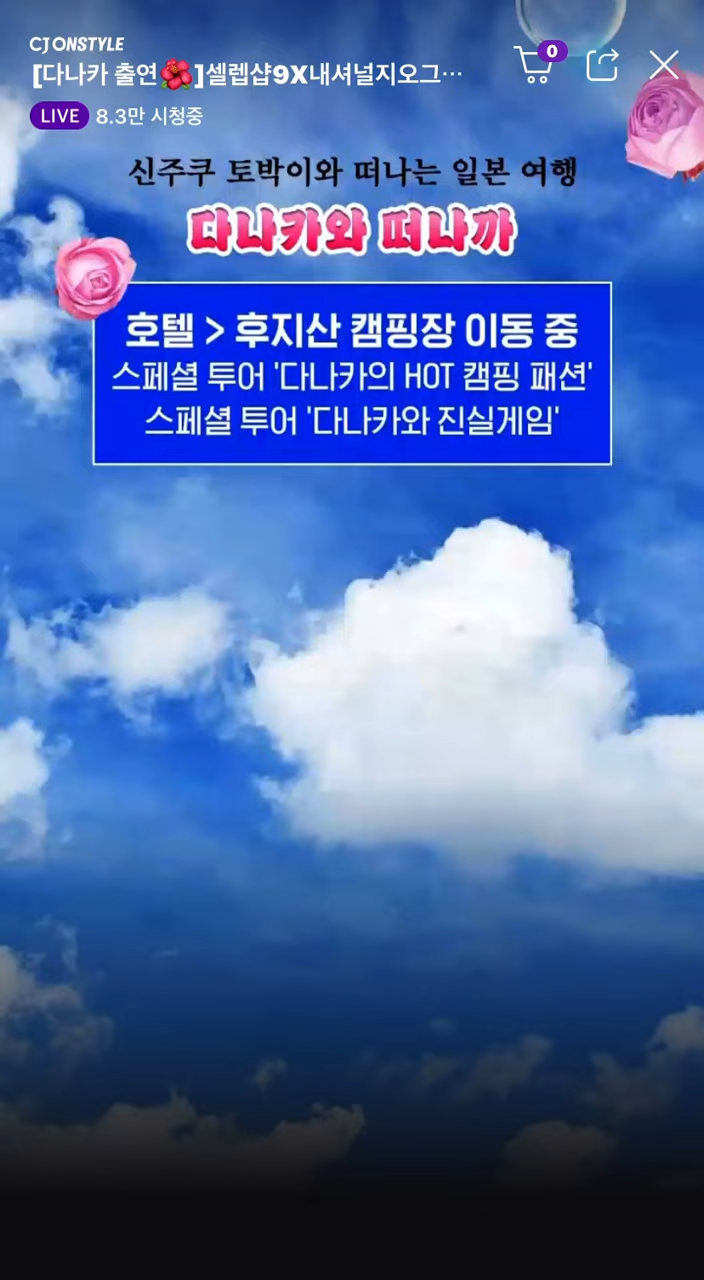 CJ ONSTYLE
[다나카 출연🌺]셀렙샵9X내셔널지오그…
0
LIVE 8.3만 시청중
신주쿠 토박이와 떠나는 일본 여행
다나카와 떠나까
호텔 > 후지산 캠핑장 이동 중
스페셜 투어 '다나카의 HOT 캠핑 패션'
스페셜 투어 '다나카와 진실게임'